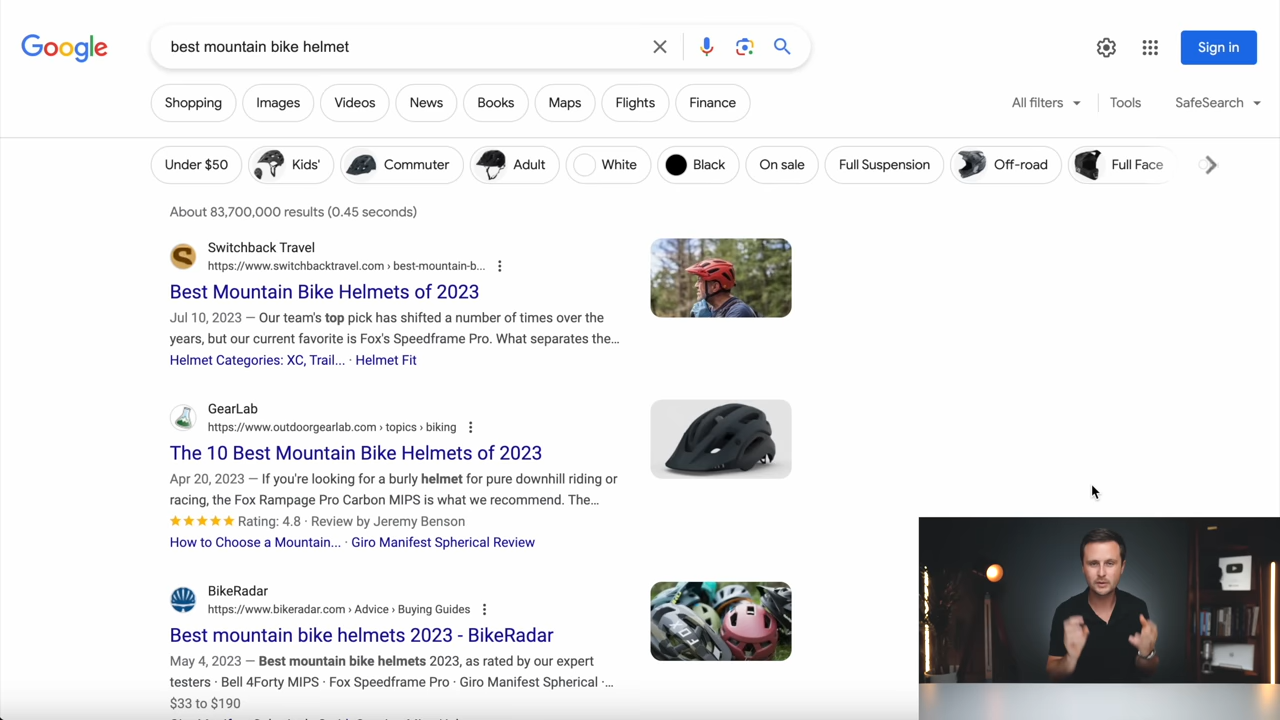 Google
best mountain bike helmet
Sign in
Shopping
Images
Videos
News
Books
Maps
Flights
Finance
All filters
Tools
SafeSearch
Under $50
Kids'
Commuter
Adult
White
Black
On sale
Full Suspension
Off-road
Full Face
About 83,700,000 results (0.45 seconds)
Switchback Travel
https://www.switchbacktravel.com › best-mountain-b...
Best Mountain Bike Helmets of 2023
Jul 10, 2023 — Our team's top pick has shifted a number of times over the
years, but our current favorite is Fox's Speedframe Pro. What separates the...
Helmet Categories: XC, Trail... · Helmet Fit
GearLab
https://www.outdoorgearlab.com › topics › biking
The 10 Best Mountain Bike Helmets of 2023
Apr 20, 2023 — If you're looking for a burly helmet for pure downhill riding or
racing, the Fox Rampage Pro Carbon MIPS is what we recommend. The...
Rating: 4.8 · Review by Jeremy Benson
How to Choose a Mountain... · Giro Manifest Spherical Review
BikeRadar
https://www.bikeradar.com › Advice › Buying Guides
Best mountain bike helmets 2023 - BikeRadar
May 4, 2023 — Best mountain bike helmets 2023, as rated by our expert
testers · Bell 4Forty MIPS · Fox Speedframe Pro · Giro Manifest Spherical ·...
$33 to $190
FOX